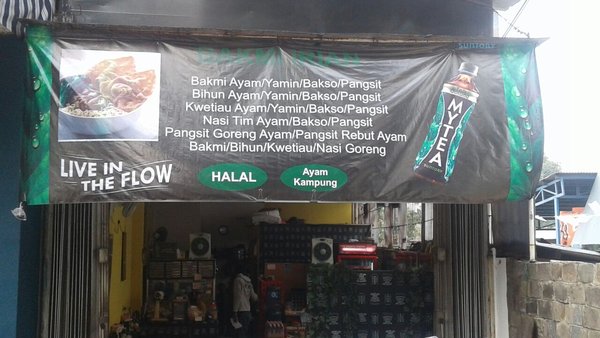 SUNTORY
Bakmi Ayam/Yamin/Bakso/Pangsit
Bihun Ayam/Yamin/Bakso/Pangsit
Kwetiau Ayam/Yamin/Bakso/Pangsit
Nasi Tim Ayam/Bakso/Pangsit
Pangsit Goreng Ayam/Pangsit Rebut Ayam
Bakmi/Bihun/Kwetiau/Nasi Goreng
LIVE IN
THE FLOW
HALAL
Ayam
Kampung
MYTEA